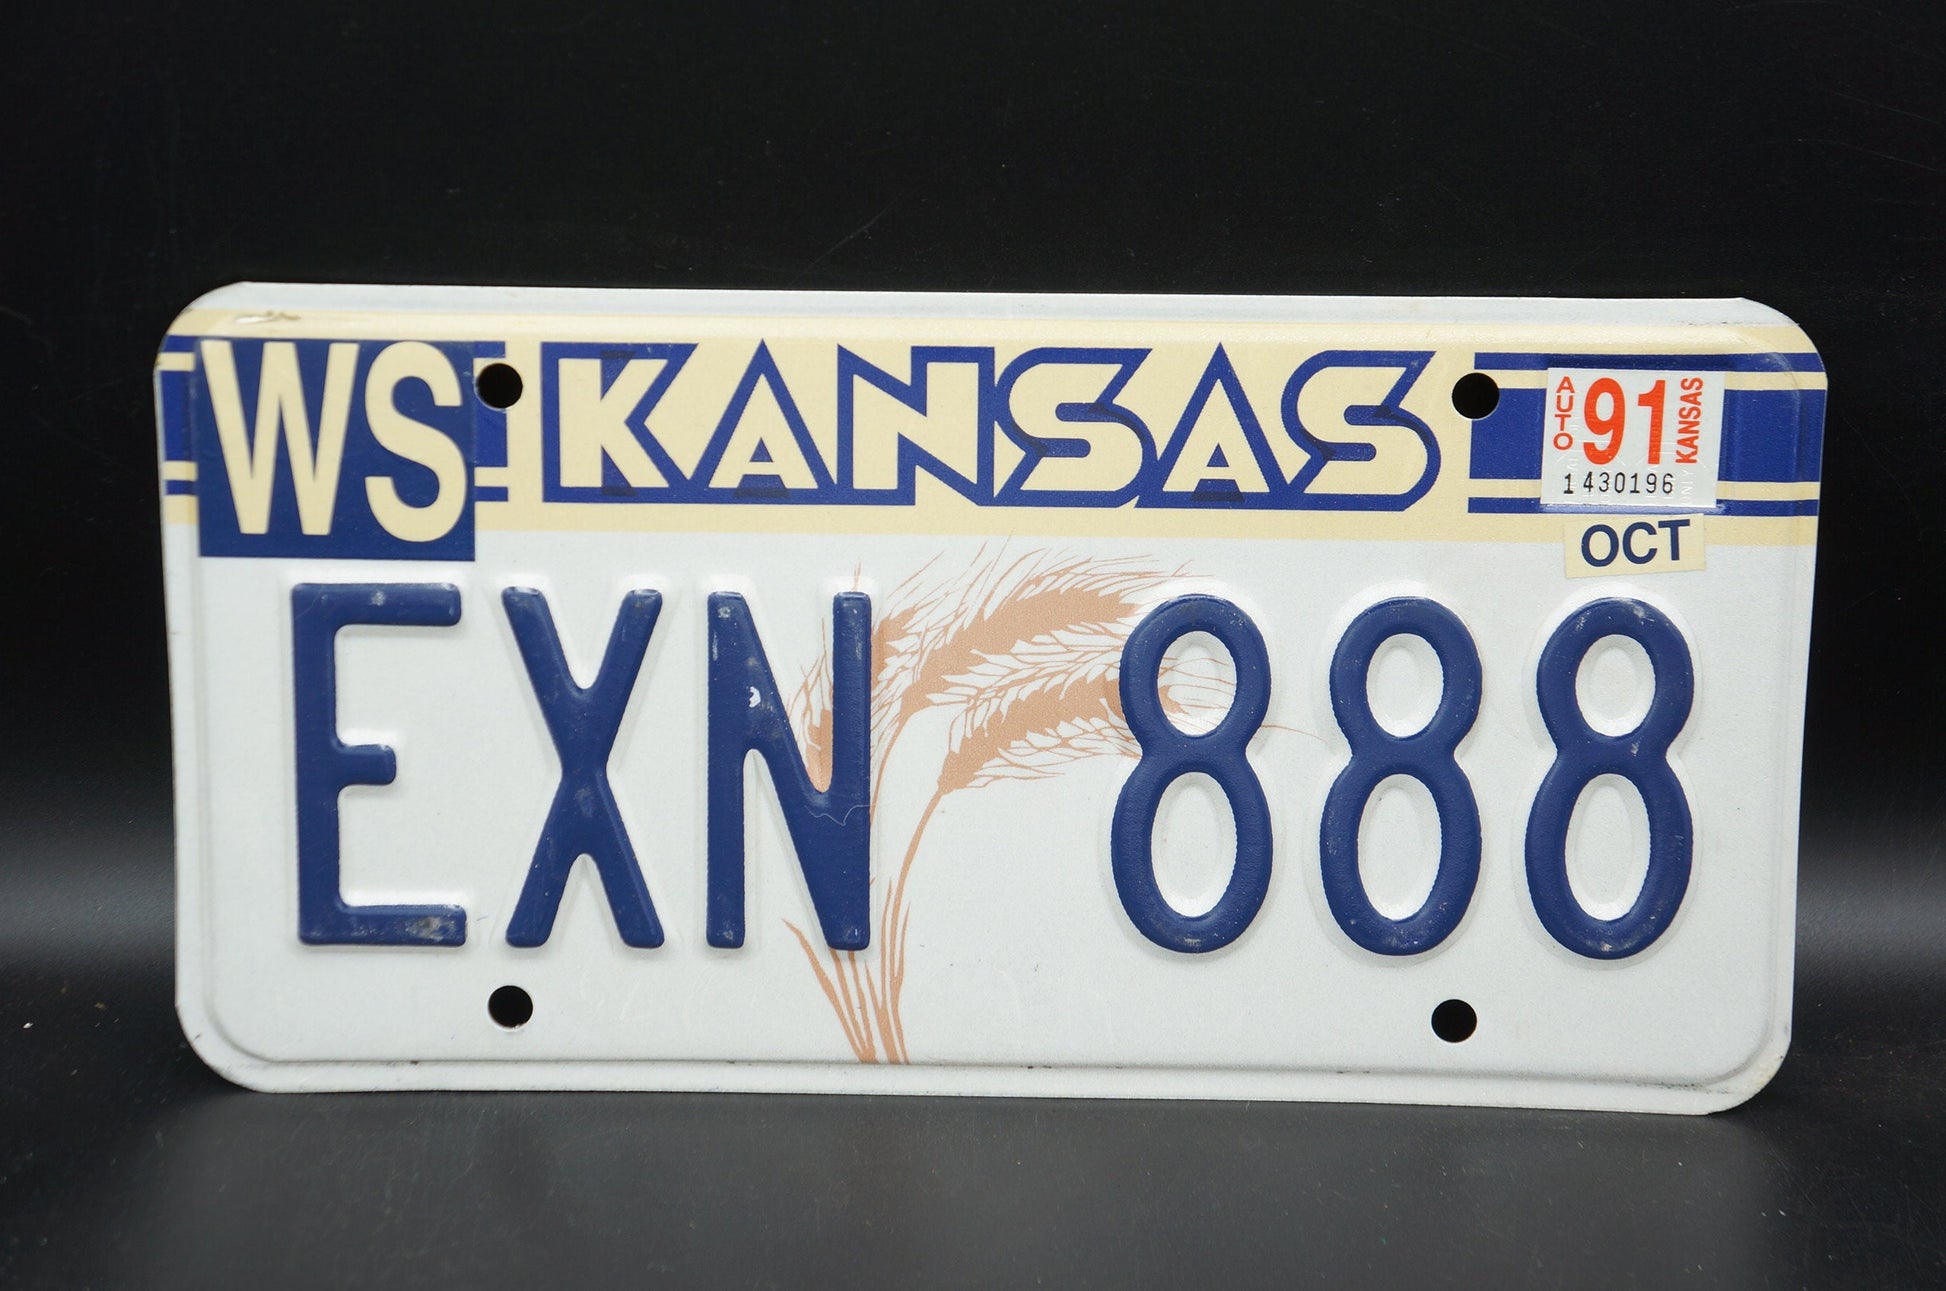 WS KANSAS
AUTO 91 KANSAS
1430196
OCT
EXN 888